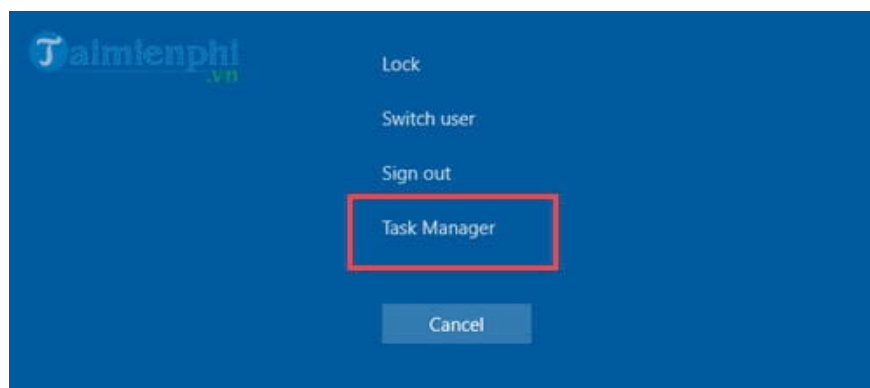 Taimienphi
.vn
Lock
Switch user
Sign out
Task Manager
Cancel